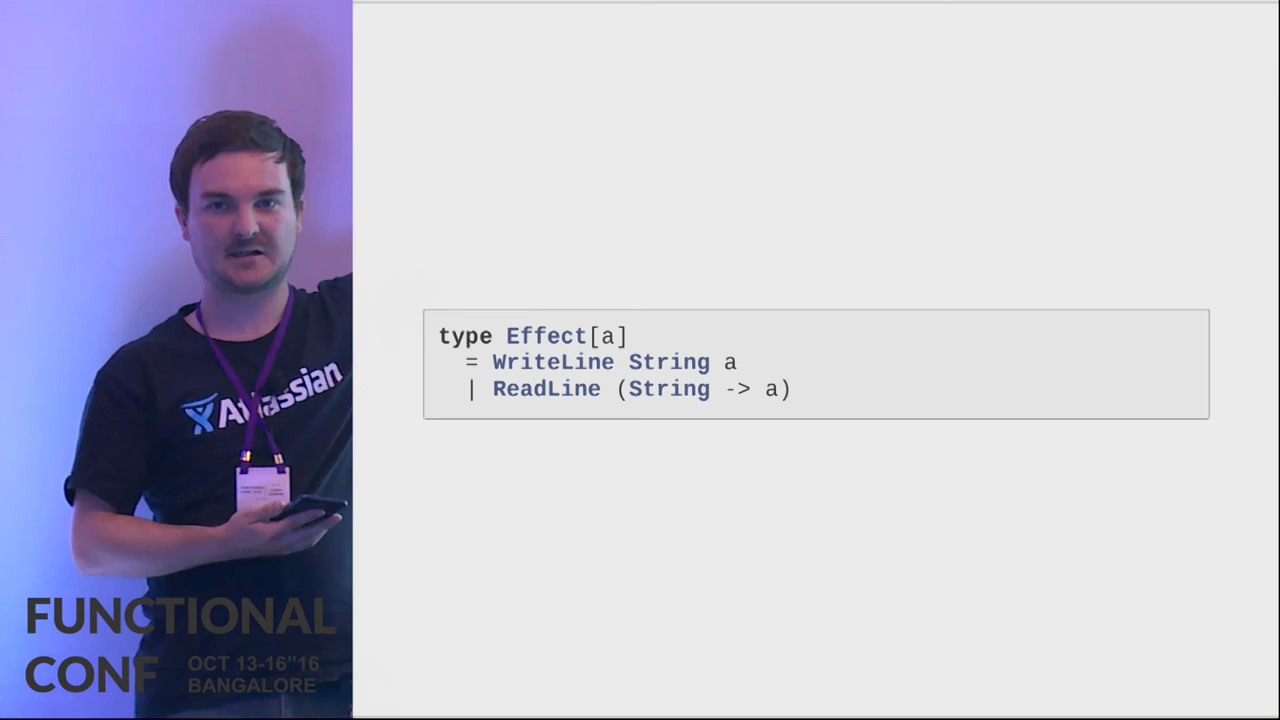 Atlassian
type Effect[a]
= WriteLine String a
| ReadLine (String -> a)
FUNCTIONAL
CONF
OCT 13-16”16
BANGALORE